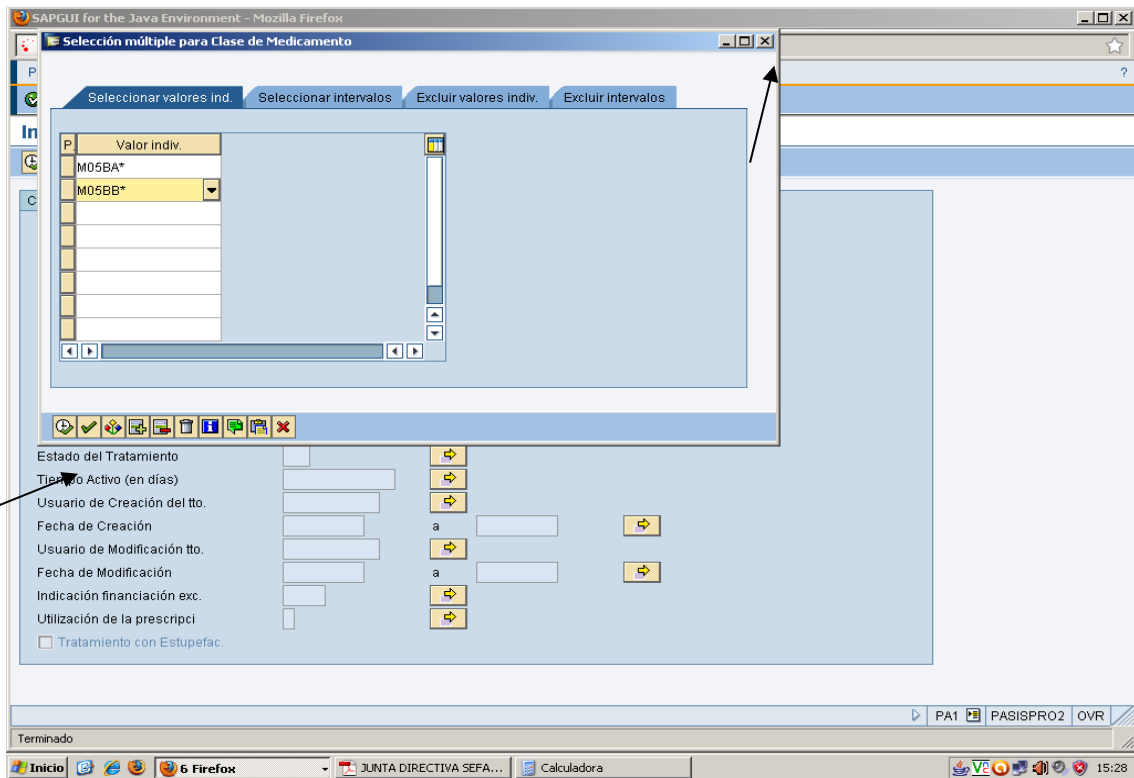 SAPGUI for the Java Environment - Mozilla Firefox
Selección múltiple para Clase de Medicamento
P
?
Seleccionar valores ind. Seleccionar intervalos Excluir valores indiv. Excluir intervalos
In
P. Valor indiv.
M05BA*
M05BB*
C
Estado del Tratamiento
Tiempo Activo (en días)
Usuario de Creación del tto.
Fecha de Creación a
Usuario de Modificación tto.
Fecha de Modificación a
Indicación financiación exc.
Utilización de la prescripci
Tratamiento con Estupefac.
PA1 PASISPRO2 OVR
Terminado
Inicio 6 Firefox JUNTA DIRECTIVA SEFA... Calculadora 15:28